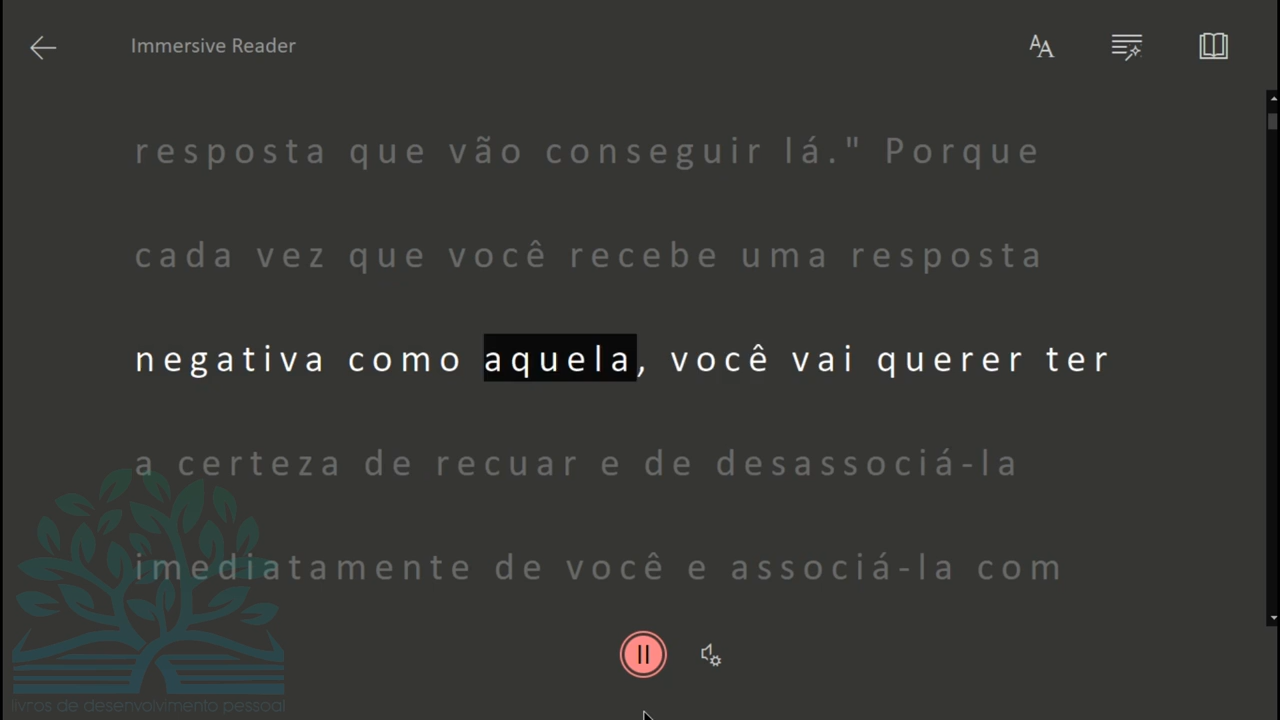 Immersive Reader
resposta que vão conseguir lá." Porque
cada vez que você recebe uma resposta
negativa como aquela, você vai querer ter
a certeza de recuar e de desassociá-la
imediatamente de você e associá-la com
livros de desenvolvimento pessoal